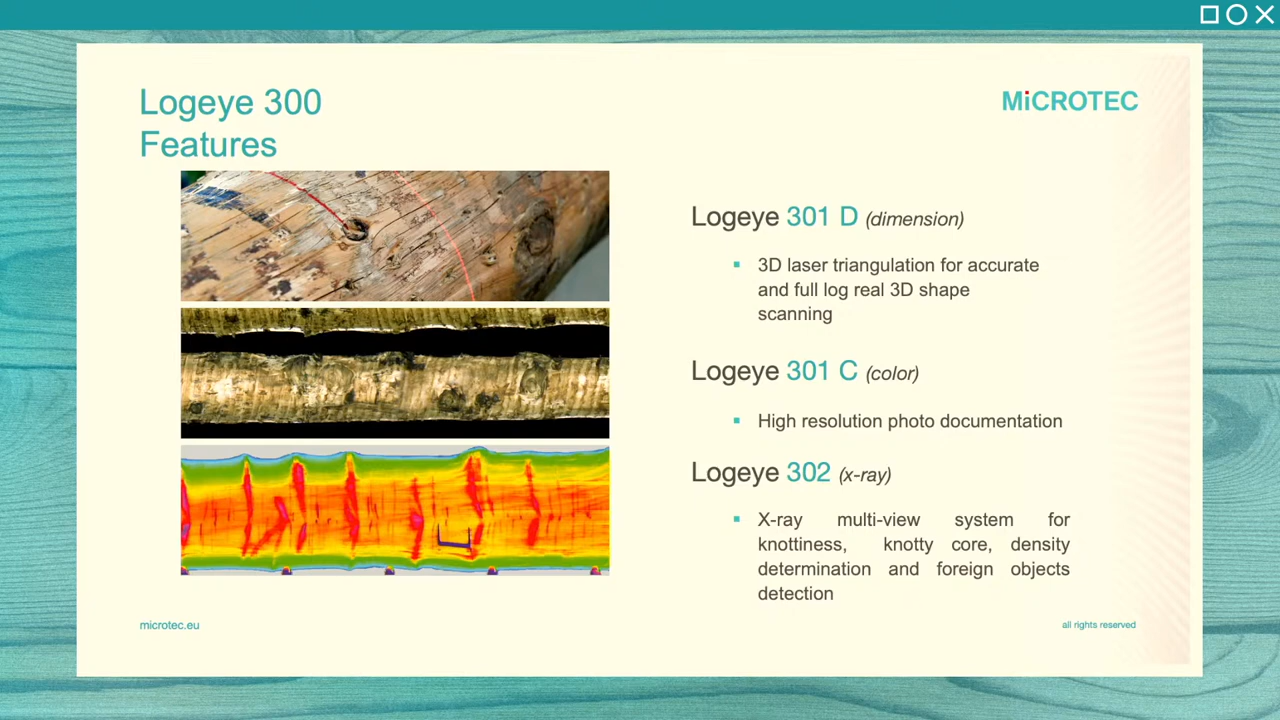 Logeye 300
Features
MiCROTEC
Logeye 301 D (dimension)
▪ 3D laser triangulation for accurate
and full log real 3D shape
scanning
Logeye 301 C (color)
▪ High resolution photo documentation
Logeye 302 (x-ray)
▪ X-ray multi-view system for
knottiness, knotty core, density
determination and foreign objects
detection
microtec.eu
all rights reserved